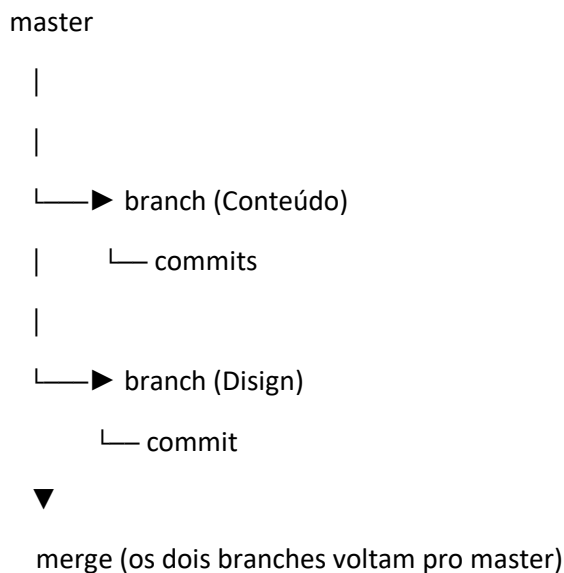 master
|
|
└──► branch (Conteúdo)
|     └── commits
|
└──► branch (Disign)
      └── commit
▼
merge (os dois branches voltam pro master)